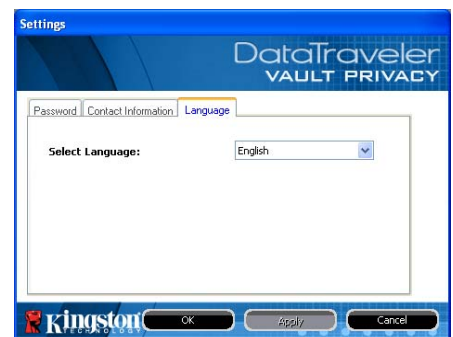 Settings
DataTraveler
VAULT PRIVACY
Password Contact Information Language
Select Language: English
Kingston OK Apply Cancel
TECHNOLOGY